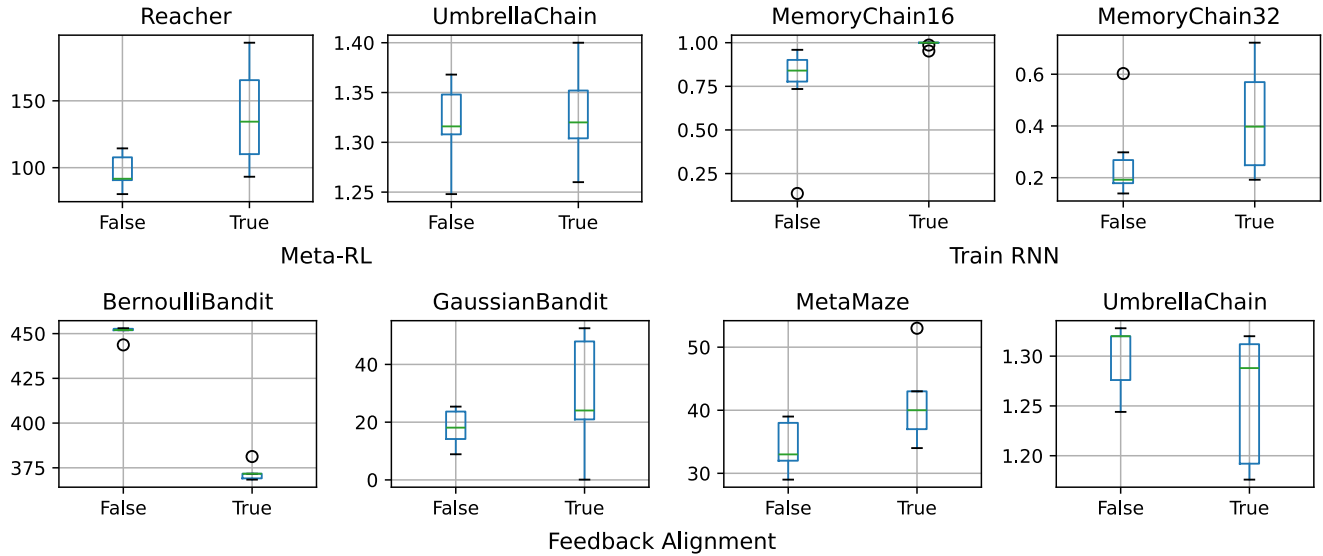 Reacher
UmbrellaChain
MemoryChain16
MemoryChain32
150
100
False
True
1.40
1.35
1.30
1.25
False
True
1.00
0.75
0.50
0.25
False
True
0.6
0.4
0.2
False
True
Meta-RL
Train RNN
BernoulliBandit
GaussianBandit
MetaMaze
UmbrellaChain
450
425
400
375
False
True
40
20
0
False
True
50
40
30
False
True
1.30
1.25
1.20
False
True
Feedback Alignment